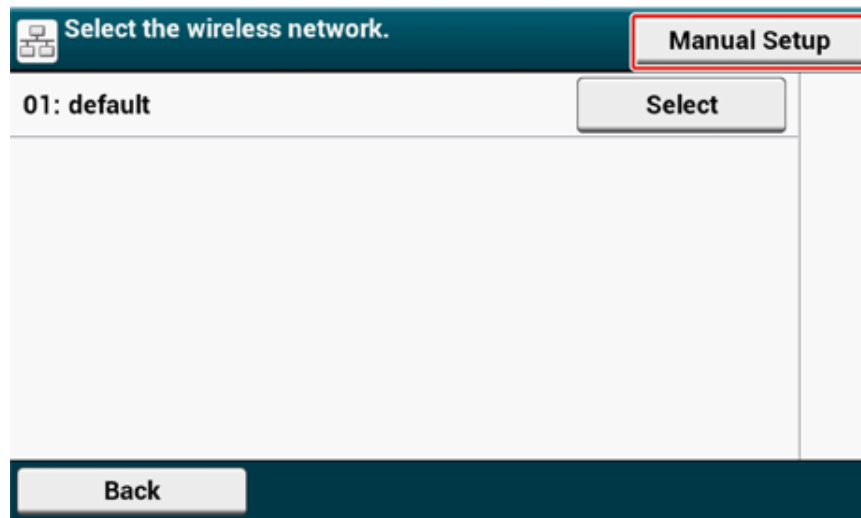 Select the wireless network.
Manual Setup
01: default
Select
Back